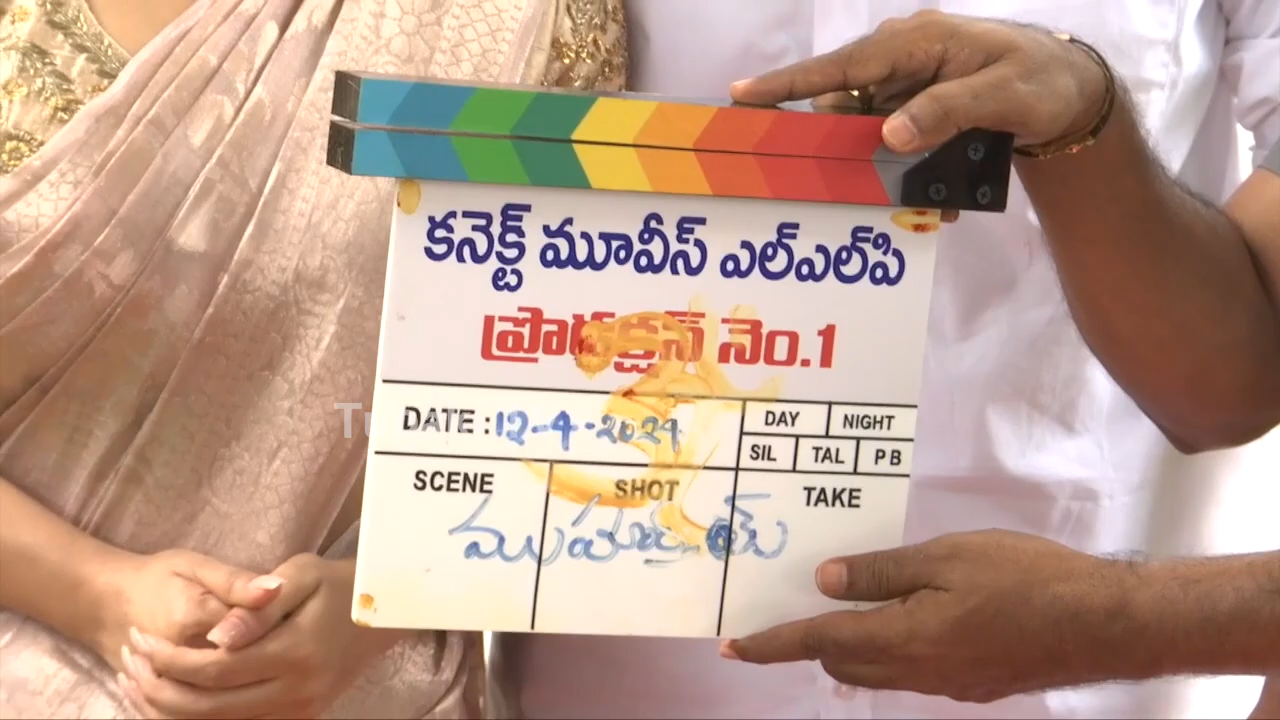 కనెక్ట్ మూవీస్ ఎల్ఎల్‌పి
ప్రొడక్షన్ నెం.1
DATE : 12-4-2024
DAY NIGHT
SIL TAL PB
SCENE SHOT TAKE